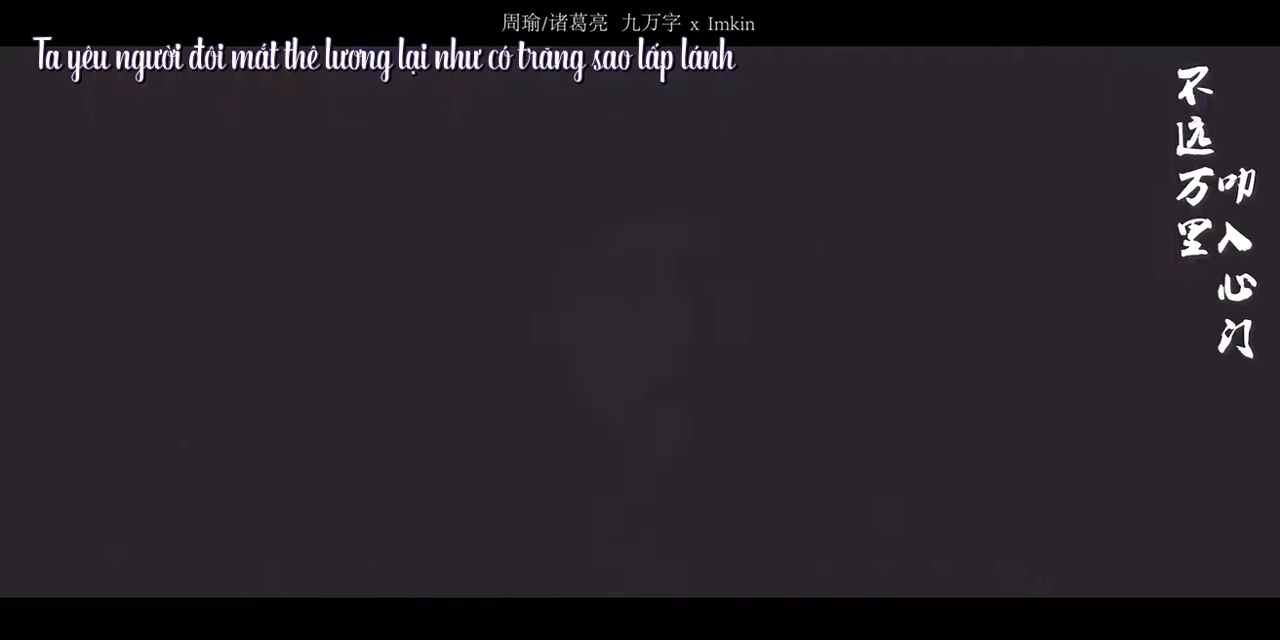 周瑜/诸葛亮 九万字 x Imkin
Ta yêu người đôi mắt thê lương lại như có trăng sao lấp lánh
不远万里
叩入心门